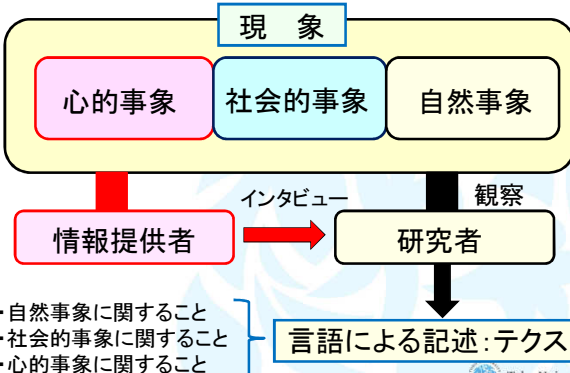 現 象
心的事象 社会的事象 自然事象
インタビュー 観察
情報提供者 研究者
・自然事象に関すること
・社会的事象に関すること
・心的事象に関すること
言語による記述:テクス